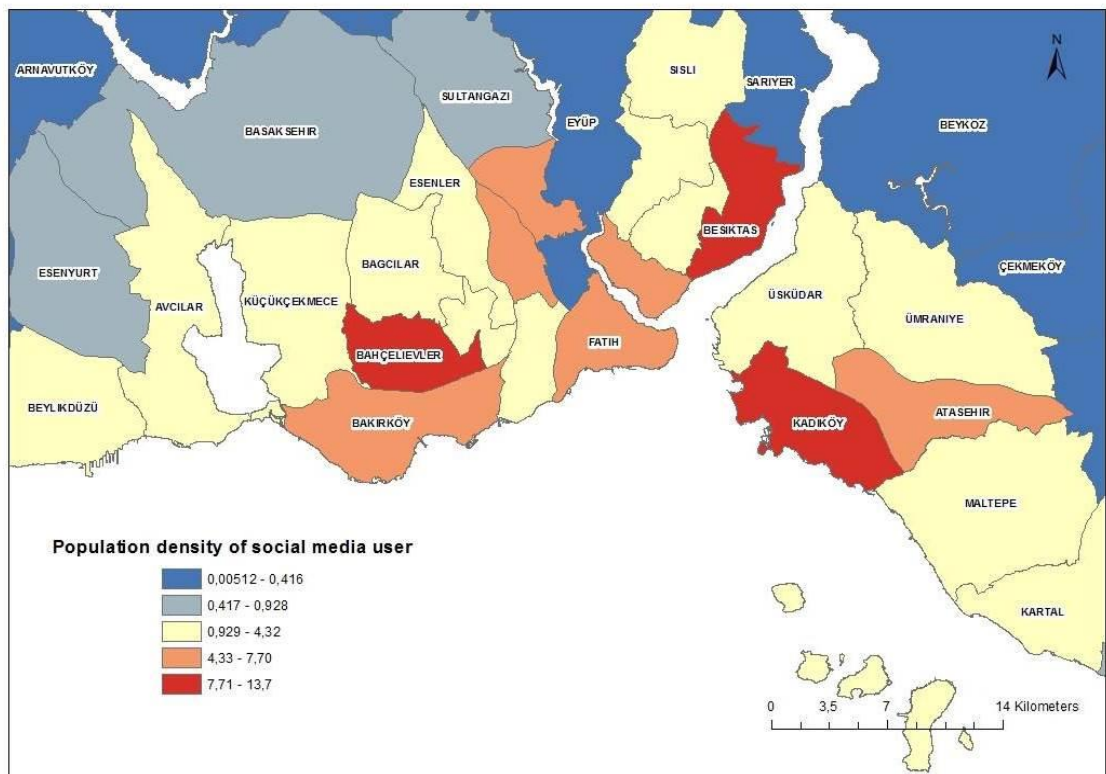 N
SISLI
ARNAVUTKÖY
SARIYER
SULTANGAZI
EYÜP
BEYKOZ
BASAKSEHIR
ESENLER
BESIKTAS
ESENYURT
BAGCILAR
ÇEKMEKÖY
KÜÇÜKÇEKMECE
ÜSKÜDAR
AVCILAR
ÜMRANIYE
FATIH
BAHÇELIEVLER
BEYLIKDÜZÜ
ATASEHIR
BAKIRKÖY
KADIKÖY
MALTEPE
KARTAL
Population density of social media user
0,00512 - 0,416
0,417 - 0,928
0,929 - 4,32
4,33 - 7,70
7,71 - 13,7
0 3,5 7 14 Kilometers